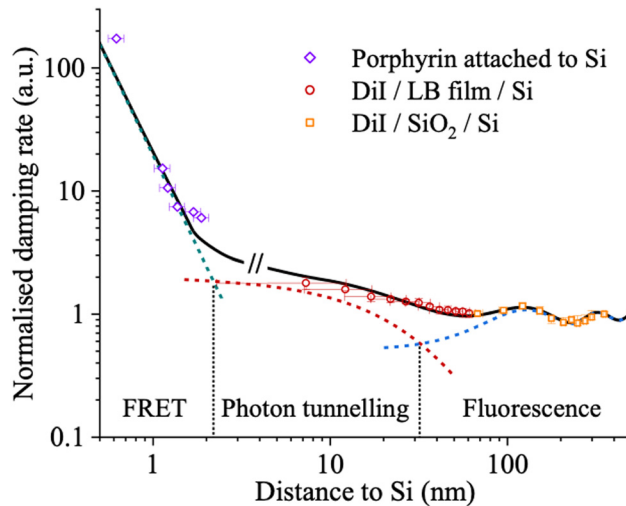 Normalised damping rate (a.u.)
100
10
1
0.1
Porphyrin attached to Si
DiI / LB film / Si
DiI / SiO₂ / Si
//
FRET
Photon tunnelling
Fluorescence
1
10
100
Distance to Si (nm)